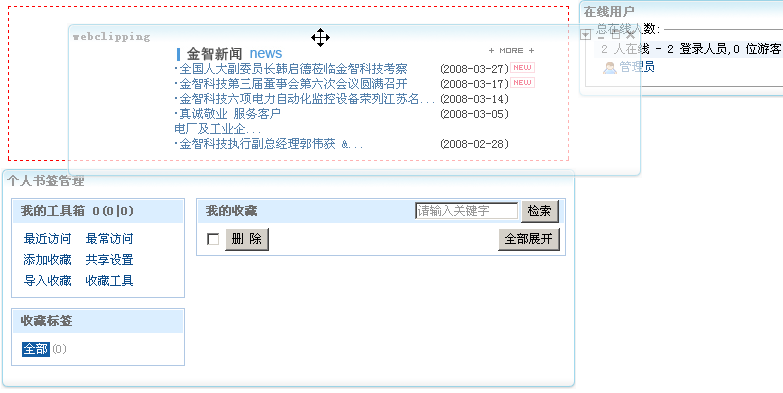 webclipping
金智新闻 news
+ MORE +
·全国人大副委员长韩启德莅临金智科技考察 (2008-03-27) NEW
·金智科技第三届董事会第六次会议圆满召开 (2008-03-17) NEW
·金智科技六项电力自动化监控设备荣列江苏名... (2008-03-14)
·真诚敬业 服务客户 (2008-03-05)
电厂及工业企...
·金智科技执行副总经理郭伟获 &... (2008-02-28)
在线用户
总在线人数:
2 人在线 - 2 登录人员,0 位游客
管理员
个人书签管理
我的工具箱 0(0|0)
最近访问 最常访问
添加收藏 共享设置
导入收藏 收藏工具
收藏标签
全部(0)
我的收藏 请输入关键字 检索
删 除 全部展开